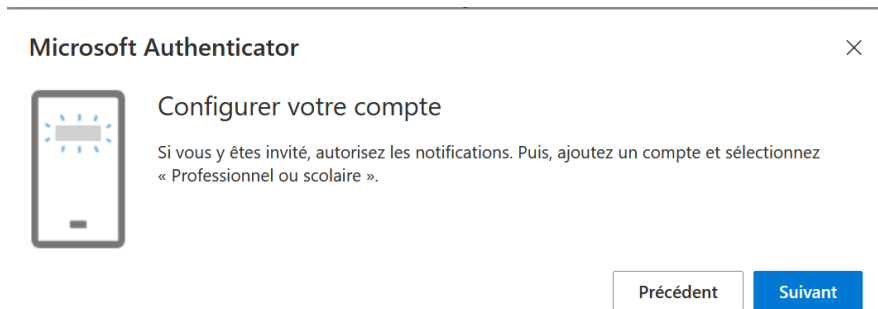 Microsoft Authenticator
Configurer votre compte
Si vous y êtes invité, autorisez les notifications. Puis, ajoutez un compte et sélectionnez
« Professionnel ou scolaire ».
Précédent
Suivant